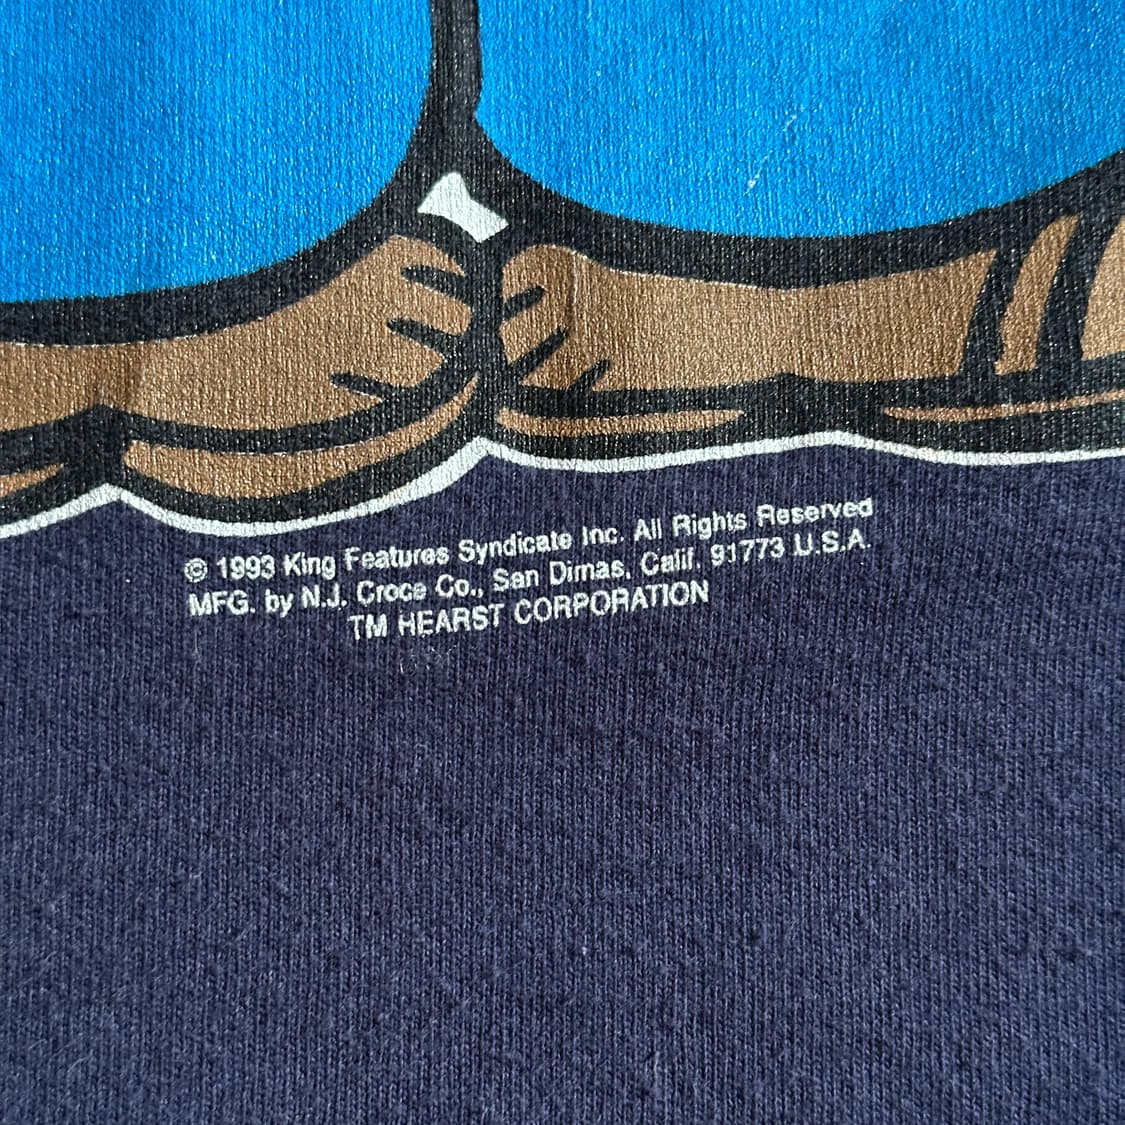 © 1993 King Features Syndicate Inc. All Rights Reserved
MFG. by N.J. Croce Co., San Dimas, Calif. 91773 U.S.A.
TM HEARST CORPORATION